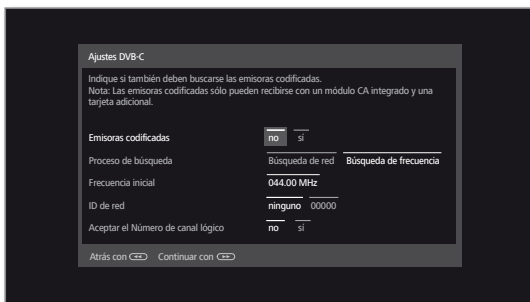 Ajustes DVB-C
Indique si también deben buscarse las emisoras codificadas.
Nota: Las emisoras codificadas sólo pueden recibirse con un módulo CA integrado y una
tarjeta adicional.
Emisoras codificadas no sí
Proceso de búsqueda Búsqueda de red Búsqueda de frecuencia
Frecuencia inicial 044.00 MHz
ID de red ninguno 00000
Aceptar el Número de canal lógico no sí
Atrás con Continuar con